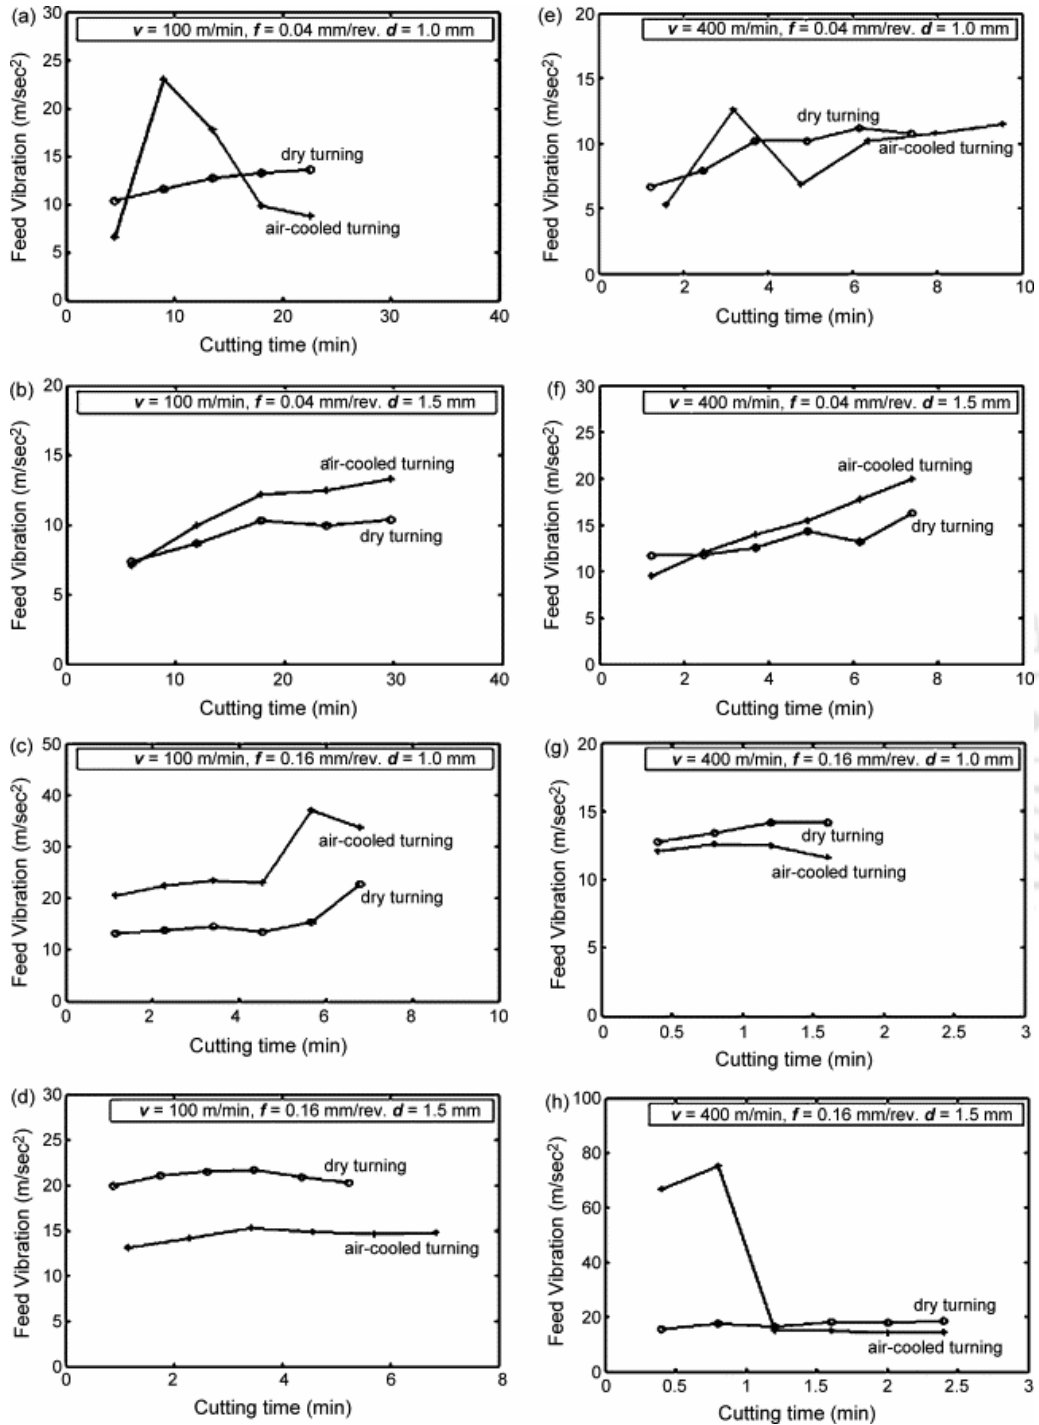 (a)
v = 100 m/min, f = 0.04 mm/rev. d = 1.0 mm
30
25
20
15
10
5
0
Feed Vibration (m/sec²)
dry turning
air-cooled turning
0 10 20 30 40
Cutting time (min)
(b)
v = 100 m/min, f = 0.04 mm/rev. d = 1.5 mm
20
15
10
5
0
Feed Vibration (m/sec²)
air-cooled turning
dry turning
0 10 20 30 40
Cutting time (min)
(c)
v = 100 m/min, f = 0.16 mm/rev. d = 1.0 mm
50
40
30
20
10
0
Feed Vibration (m/sec²)
air-cooled turning
dry turning
0 2 4 6 8 10
Cutting time (min)
(d)
v = 100 m/min, f = 0.16 mm/rev. d = 1.5 mm
30
25
20
15
10
5
0
Feed Vibration (m/sec²)
dry turning
air-cooled turning
0 2 4 6 8
Cutting time (min)
(e)
v = 400 m/min, f = 0.04 mm/rev. d = 1.0 mm
20
15
10
5
0
Feed Vibration (m/sec²)
dry turning
air-cooled turning
0 2 4 6 8 10
Cutting time (min)
(f)
v = 400 m/min, f = 0.04 mm/rev. d = 1.5 mm
30
25
20
15
10
5
0
Feed Vibration (m/sec²)
air-cooled turning
dry turning
0 2 4 6 8 10
Cutting time (min)
(g)
v = 400 m/min, f = 0.16 mm/rev. d = 1.0 mm
20
15
10
5
0
Feed Vibration (m/sec²)
dry turning
air-cooled turning
0 0.5 1 1.5 2 2.5 3
Cutting time (min)
(h)
v = 400 m/min, f = 0.16 mm/rev. d = 1.5 mm
100
80
60
40
20
0
Feed Vibration (m/sec²)
dry turning
air-cooled turning
0 0.5 1 1.5 2 2.5 3
Cutting time (min)